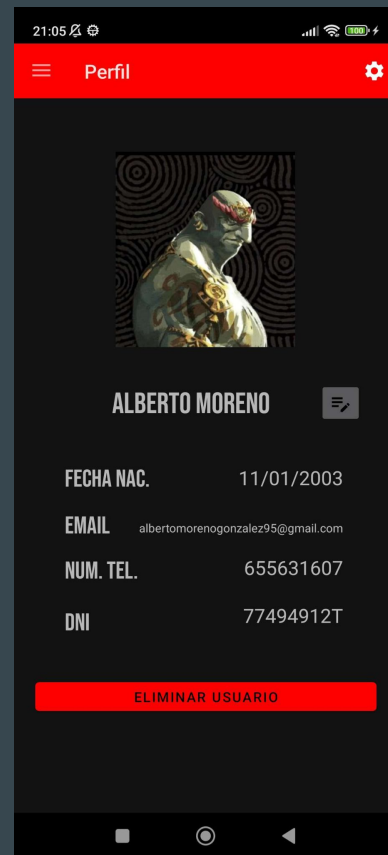 21:05
100
Perfil
ALBERTO MORENO
FECHA NAC. 11/01/2003
EMAIL albertomorenogonzalez95@gmail.com
NUM. TEL. 655631607
DNI 77494912T
ELIMINAR USUARIO